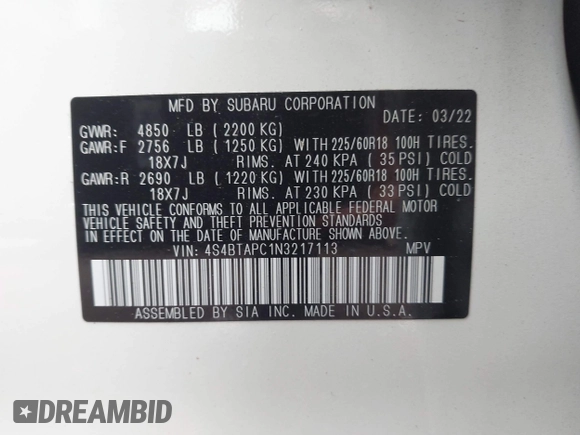 MFD BY SUBARU CORPORATION
DATE: 03/22
GVWR: 4850 LB (2200 KG)
GAWR:F 2756 LB (1250 KG) WITH 225/60R18 100H TIRES.
18X7J RIMS. AT 240 KPA (35 PSI) COLD
GAWR:R 2690 LB (1220 KG) WITH 225/60R18 100H TIRES.
18X7J RIMS. AT 230 KPA (33 PSI) COLD
THIS VEHICLE CONFORMS TO ALL APPLICABLE FEDERAL MOTOR
VEHICLE SAFETY AND THEFT PREVENTION STANDARDS
IN EFFECT ON THE DATE OF MANUFACTURE SHOWN ABOVE.
VIN: 4S4BTAPC1N3217113 MPV
ASSEMBLED BY SIA INC. MADE IN U.S.A.
DREAMBID